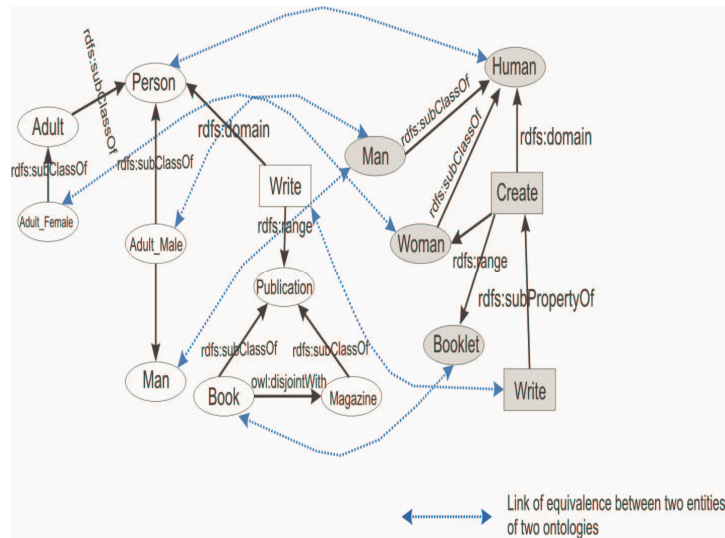 Person
Human
rdfs:subClassOf
Adult
rdfs:domain
rdfs:subClassOf
Man
rdfs:domain
rdfs:subClassOf
rdfs:subClassOf
rdfs:subClassOf
Write
Create
Adult_Female
Adult_Male
rdfs:range
Woman
rdfs:range
Publication
rdfs:subPropertyOf
rdfs:subClassOf
rdfs:subClassOf
Booklet
Man
owl:disjointWith
Book
Magazine
Write
Link of equivalence between two entities
of two ontologies